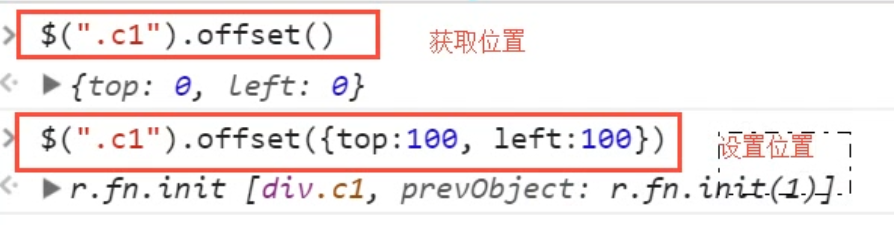 > $(".c1").offset()
获取位置
{top: 0, left: 0}
> $(".c1").offset({top:100, left:100})
设置位置
r.fn.init [div.c1, prevObject: r.fn.init(1)]